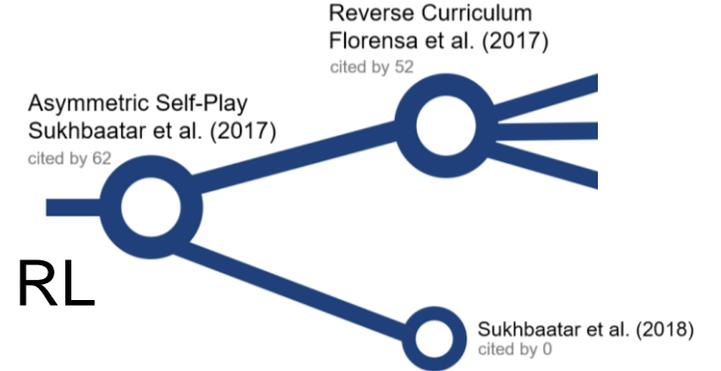 Reverse Curriculum
Florensa et al. (2017)
cited by 52
Asymmetric Self-Play
Sukhbaatar et al. (2017)
cited by 62
RL
Sukhbaatar et al. (2018)
cited by 0